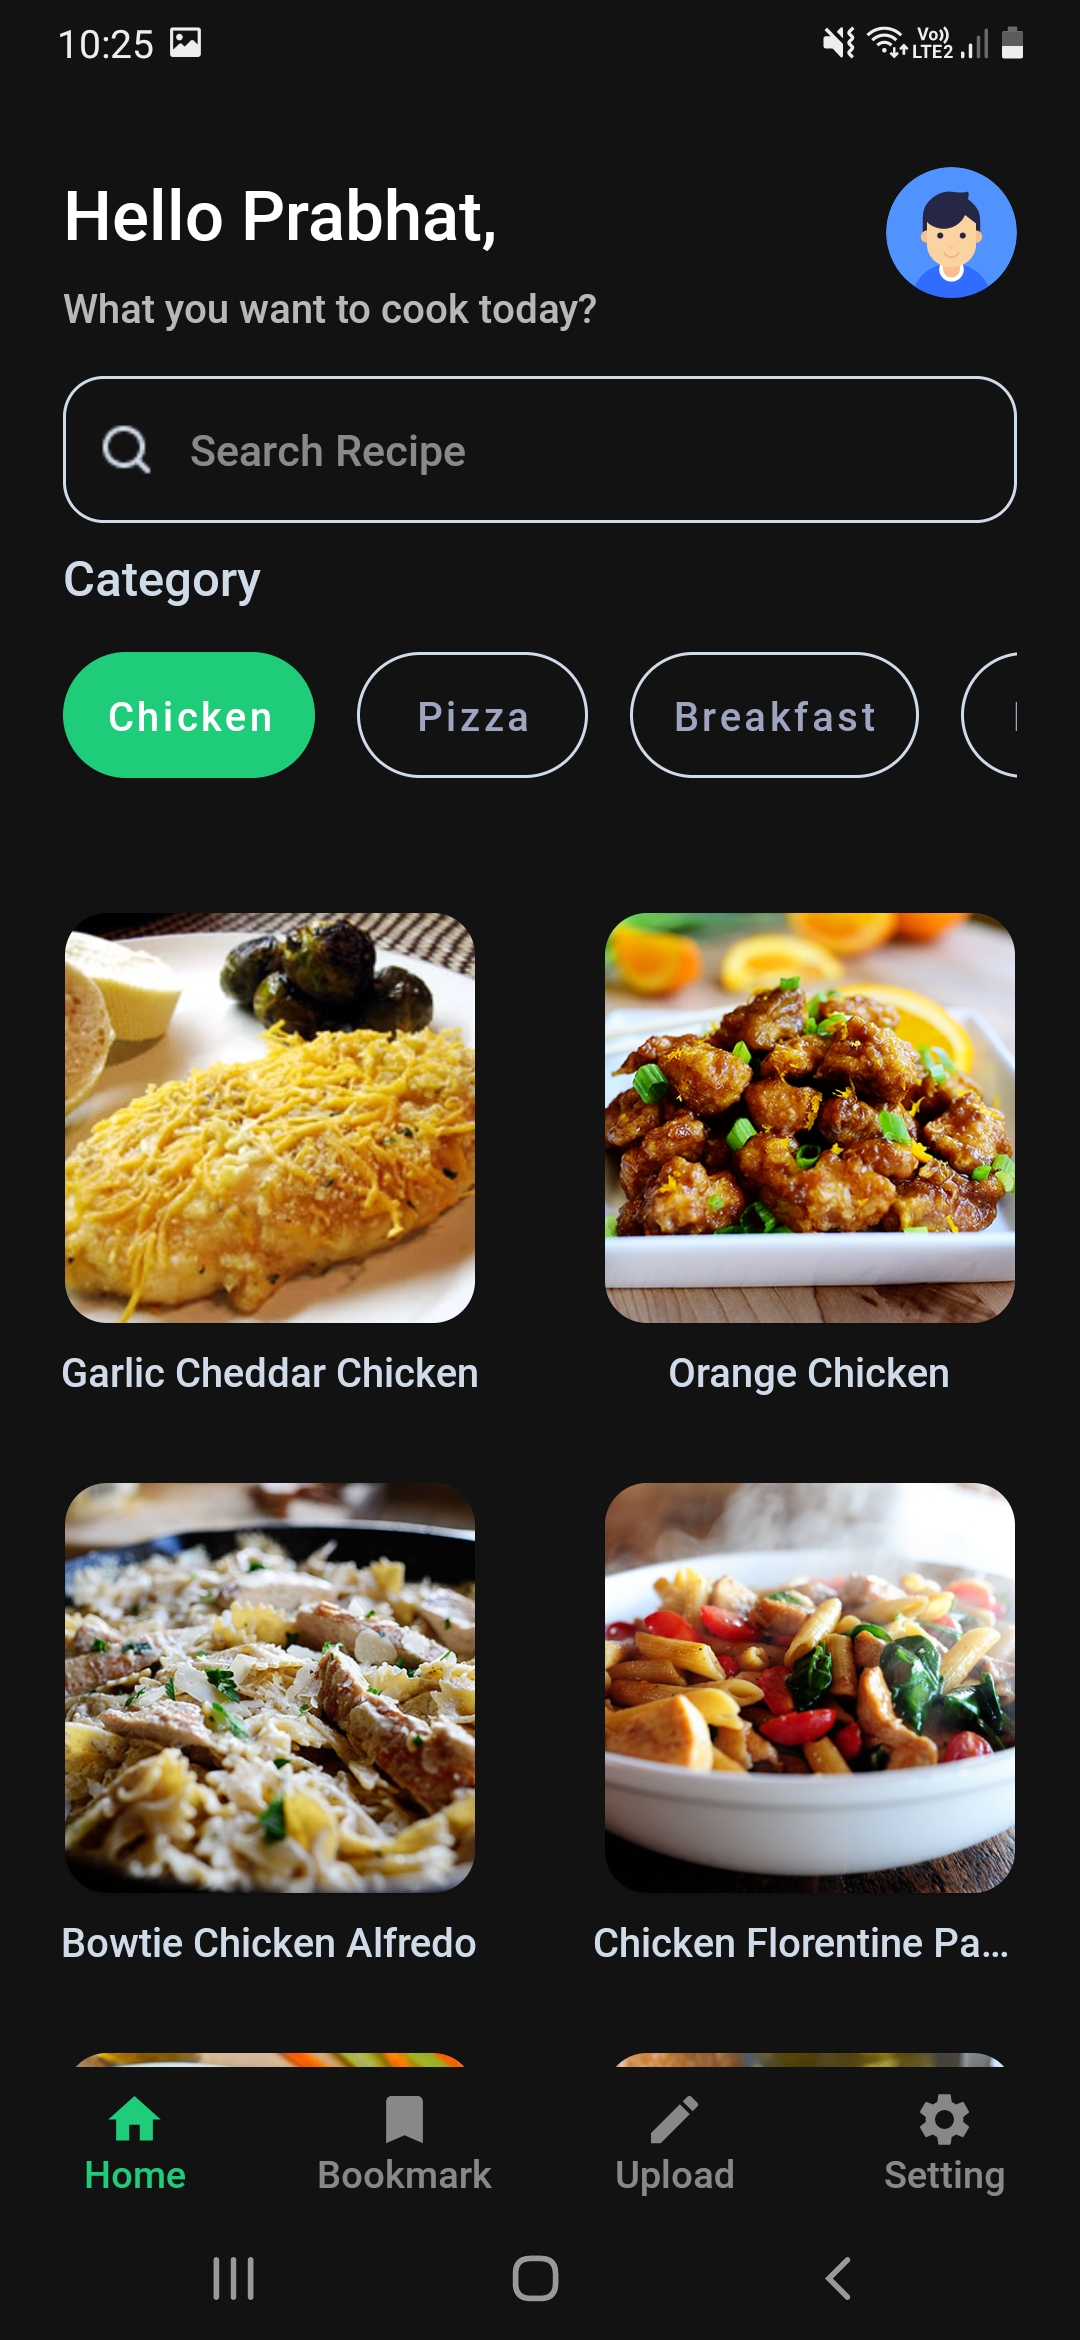 10:25
Vo))
LTE2
Hello Prabhat,
What you want to cook today?
Search Recipe
Category
Chicken
Pizza
Breakfast
Garlic Cheddar Chicken
Orange Chicken
Bowtie Chicken Alfredo
Chicken Florentine Pa...
Home
Bookmark
Upload
Setting